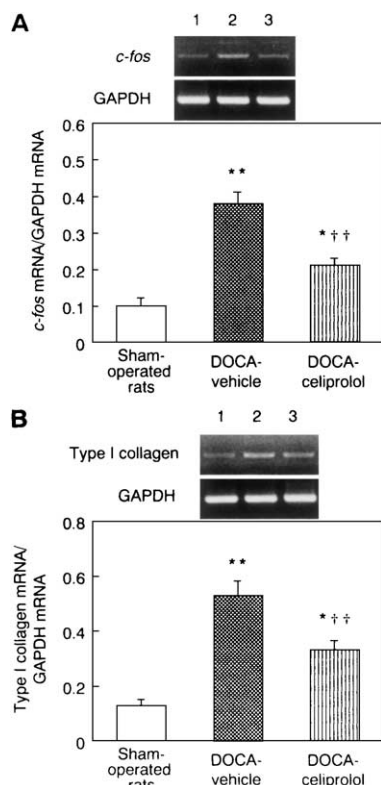 A
1 2 3
c-fos
GAPDH
c-fos mRNA/GAPDH mRNA
0.6
0.5
0.4
0.3
0.2
0.1
0
**
*††
Sham-operated rats
DOCA-vehicle
DOCA-celiprolol
B
1 2 3
Type I collagen
GAPDH
Type I collagen mRNA/
GAPDH mRNA
0.8
0.6
0.4
0.2
0
**
*††
Sham-
operated
rats
DOCA-
vehicle
DOCA-
celiprolol